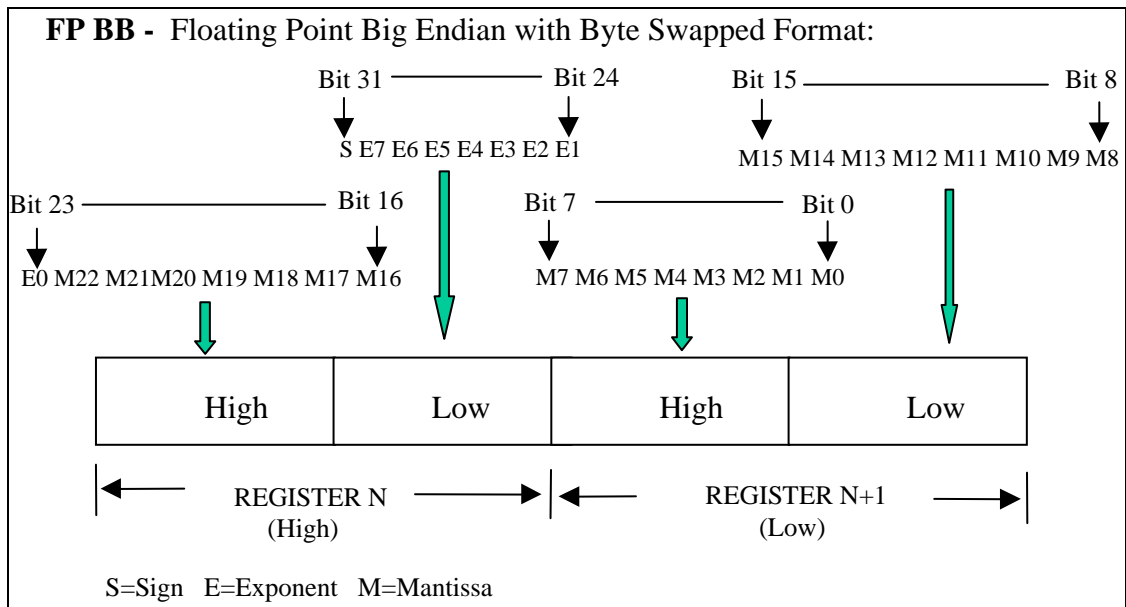 FP BB - Floating Point Big Endian with Byte Swapped Format:
Bit 31 Bit 24 Bit 15 Bit 8
S E7 E6 E5 E4 E3 E2 E1 M15 M14 M13 M12 M11 M10 M9 M8
Bit 23 Bit 16 Bit 7 Bit 0
E0 M22 M21M20 M19 M18 M17 M16 M7 M6 M5 M4 M3 M2 M1 M0
High Low High Low
REGISTER N REGISTER N+1
(High) (Low)
S=Sign E=Exponent M=Mantissa